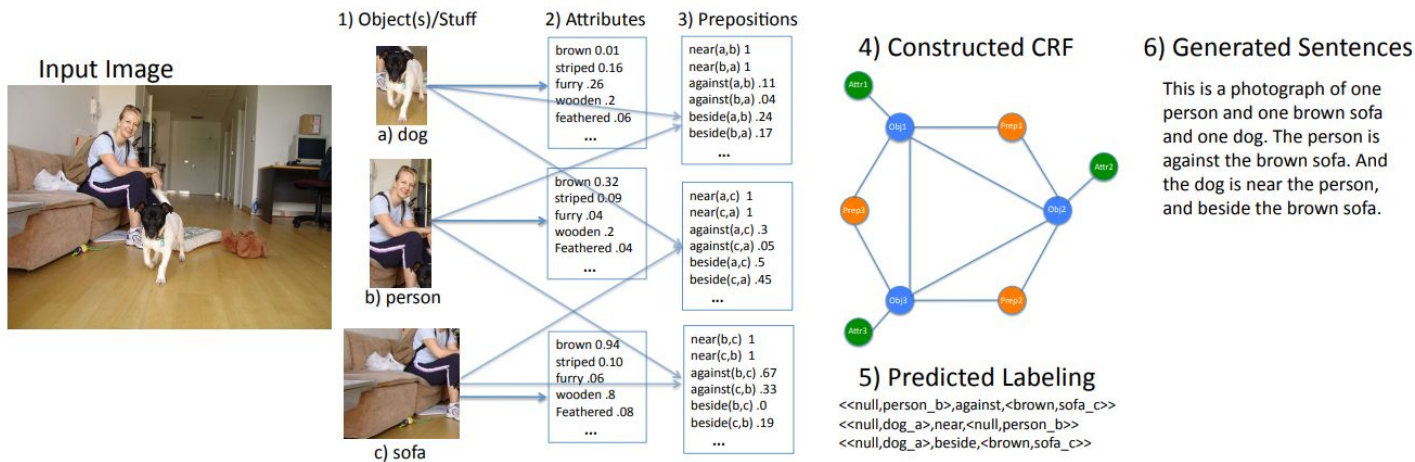 Input Image
1) Object(s)/Stuff
a) dog
b) person
c) sofa
2) Attributes
brown 0.01
striped 0.16
furry .26
wooden .2
feathered .06
...
brown 0.32
striped 0.09
furry .04
wooden .2
Feathered .04
...
brown 0.94
striped 0.10
furry .06
wooden .8
Feathered .08
...
3) Prepositions
near(a,b) 1
near(b,a) 1
against(a,b) .11
against(b,a) .04
beside(a,b) .24
beside(b,a) .17
...
near(a,c) 1
near(c,a) 1
against(a,c) .3
against(c,a) .05
beside(a,c) .5
beside(c,a) .45
...
near(b,c) 1
near(c,b) 1
against(b,c) .67
against(c,b) .33
beside(b,c) .0
beside(c,b) .19
...
4) Constructed CRF
Attr1
Obj1
Prep1
Attr2
Prep3
Obj2
Obj3
Prep2
Attr3
5) Predicted Labeling
<<null,person_b>,against,<brown,sofa_c>>
<<null,dog_a>,near,<null,person_b>>
<<null,dog_a>,beside,<brown,sofa_c>>
6) Generated Sentences
This is a photograph of one
person and one brown sofa
and one dog. The person is
against the brown sofa. And
the dog is near the person,
and beside the brown sofa.